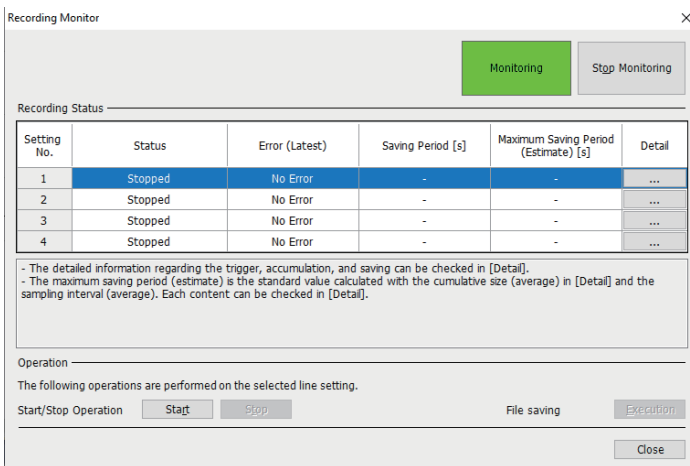 Recording Monitor
Monitoring
Stop Monitoring
Recording Status
Setting No. Status Error (Latest) Saving Period [s] Maximum Saving Period (Estimate) [s] Detail
1 Stopped No Error - - ...
2 Stopped No Error - - ...
3 Stopped No Error - - ...
4 Stopped No Error - - ...
- The detailed information regarding the trigger, accumulation, and saving can be checked in [Detail].
- The maximum saving period (estimate) is the standard value calculated with the cumulative size (average) in [Detail] and the
sampling interval (average). Each content can be checked in [Detail].
Operation
The following operations are performed on the selected line setting.
Start/Stop Operation Start Stop File saving Execution
Close